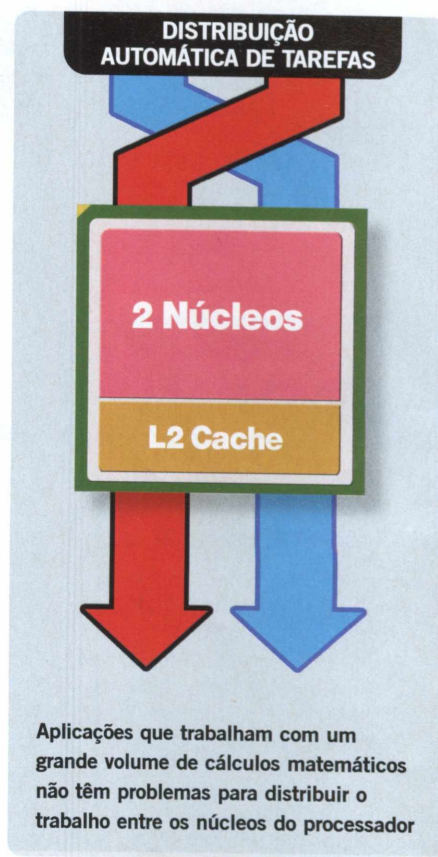 DISTRIBUIÇÃO
AUTOMÁTICA DE TAREFAS
2 Núcleos
L2 Cache
Aplicações que trabalham com um
grande volume de cálculos matemáticos
não têm problemas para distribuir o
trabalho entre os núcleos do processador